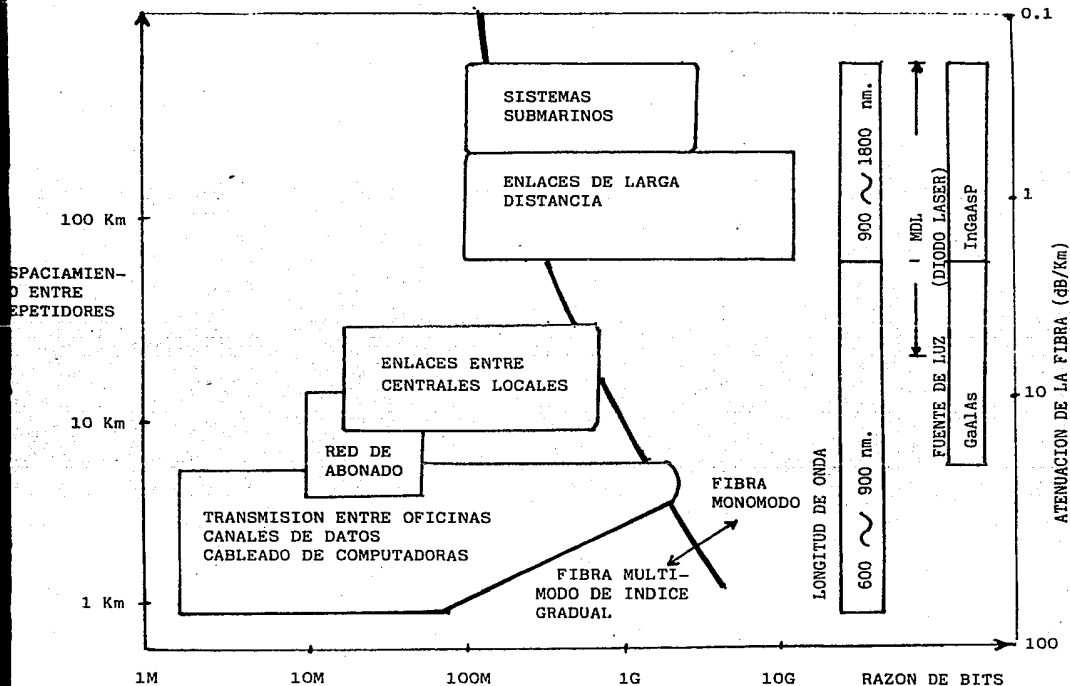 0.1
SISTEMAS
SUBMARINOS
ENLACES DE LARGA
DISTANCIA
100 Km
SPACIAMIEN-
O ENTRE
EPETIDORES
ENLACES ENTRE
CENTRALES LOCALES
10 Km
RED DE
ABONADO
TRANSMISION ENTRE OFICINAS
CANALES DE DATOS
CABLEADO DE COMPUTADORAS
FIBRA
MONOMODO
FIBRA MULTI-
MODO DE INDICE
GRADUAL
1 Km
LONGITUD DE ONDA
600 ~ 900 nm.
900 ~ 1800 nm.
FUENTE DE LUZ
MDL
(DIODO LASER)
GaAlAs
InGaAsP
1
10
100
ATENUACION DE LA FIBRA (dB/Km)
1M
10M
100M
1G
10G
RAZON DE BITS